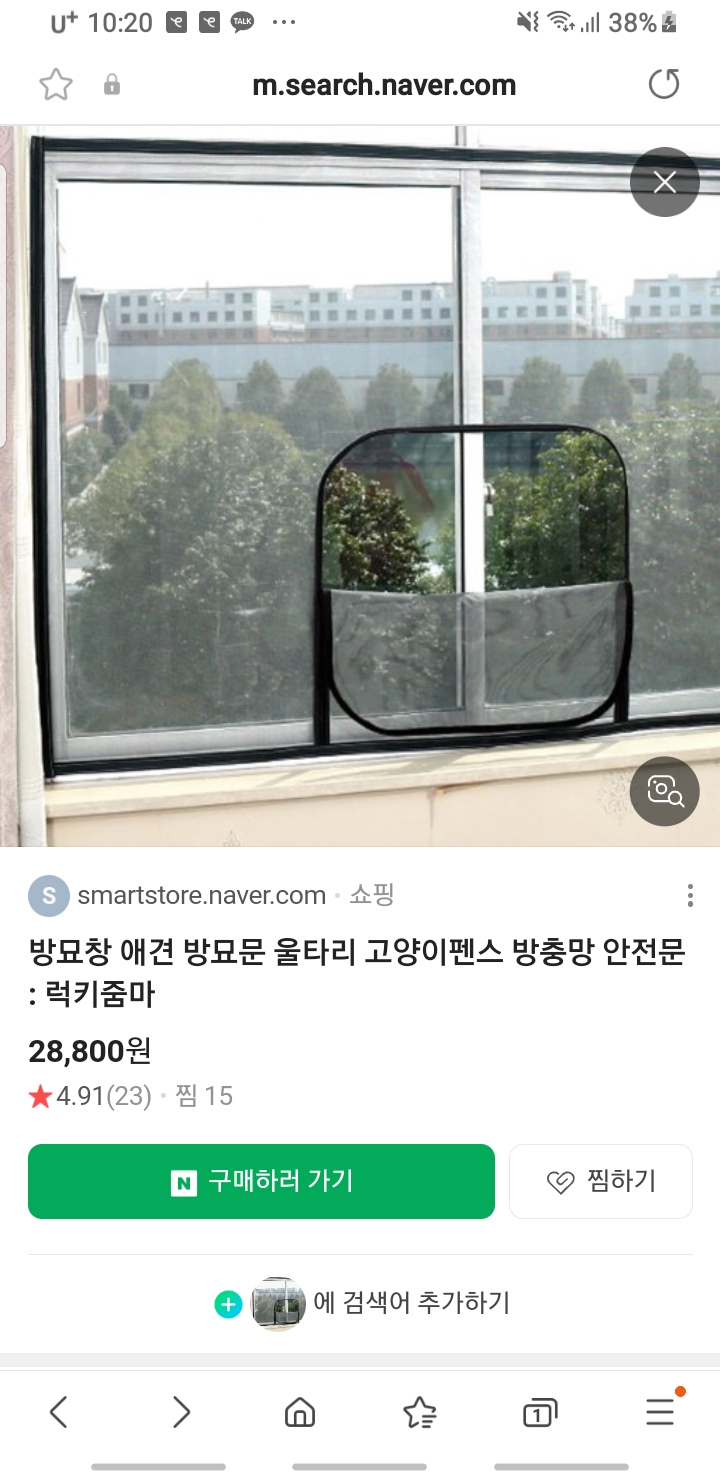 U+ 10:20 TALK ... 38%
m.search.naver.com
S smartstore.naver.com · 쇼핑
방묘창 애견 방묘문 울타리 고양이펜스 방충망 안전문
: 럭키줌마
28,800원
★4.91(23) · 찜 15
N 구매하러 가기
찜하기
에 검색어 추가하기
1